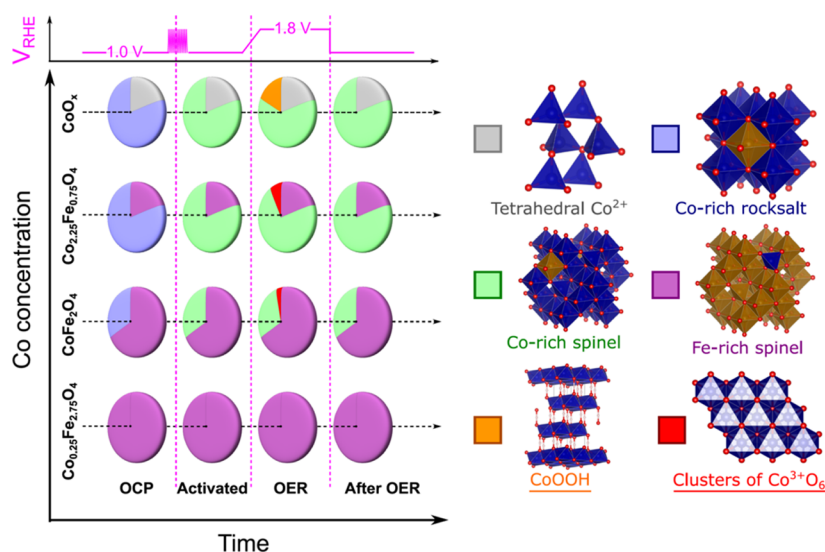 V_RHE
1.0 V
1.8 V
Co concentration
CoOₓ
Co₂.₂₅Fe₀.₇₅O₄
CoFe₂O₄
Co₀.₂₅Fe₂.₇₅O₄
OCP
Activated
OER
After OER
Time
Tetrahedral Co²⁺
Co-rich rocksalt
Co-rich spinel
Fe-rich spinel
CoOOH
Clusters of Co³⁺O₆